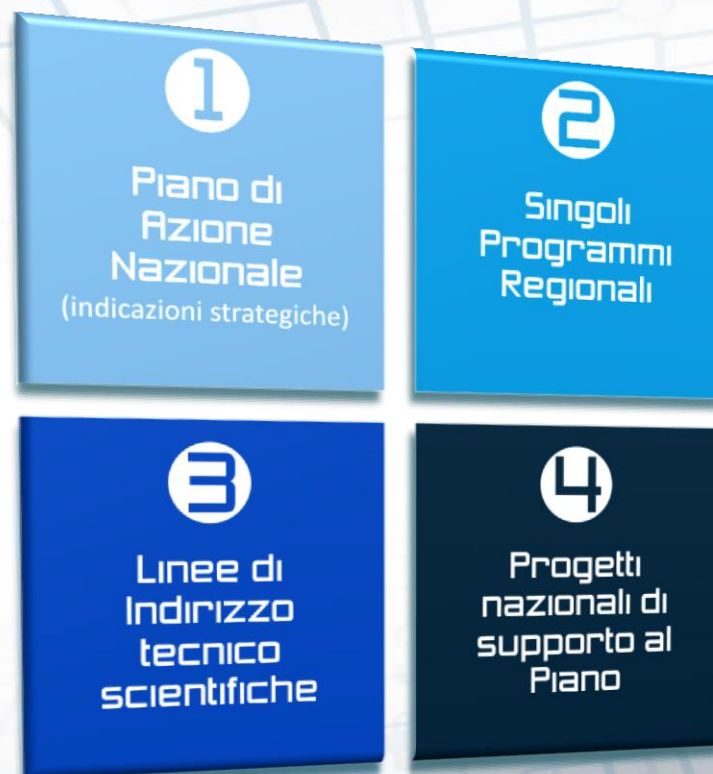 1
Piano di
Azione
Nazionale
(indicazioni strategiche)
2
Singoli
Programmi
Regionali
3
Linee di
Indirizzo
tecnico
scientifiche
4
Progetti
nazionali di
supporto al
Piano